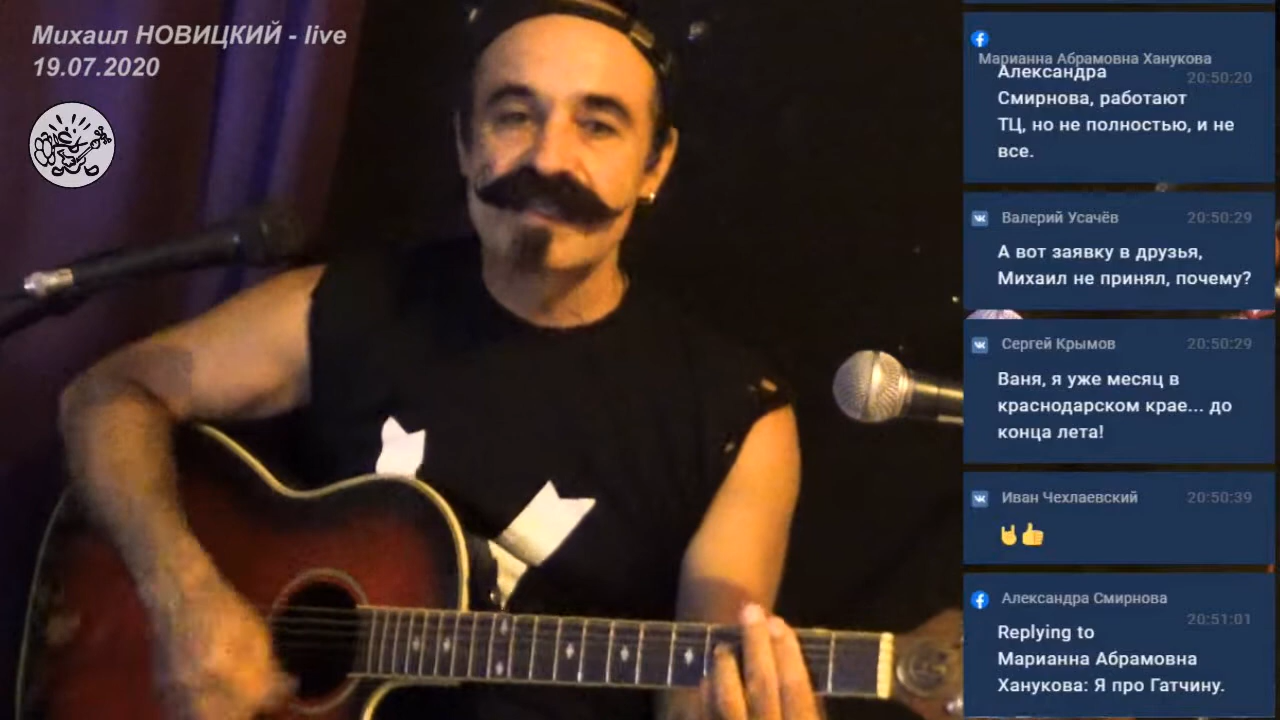 Михаил НОВИЦКИЙ - live
19.07.2020
Марианна Абрамовна Ханукова
Александра 20:50:20
Смирнова, работают
ТЦ, но не полностью, и не
все.
Валерий Усачёв 20:50:29
А вот заявку в друзья,
Михаил не принял, почему?
Сергей Крымов 20:50:29
Ваня, я уже месяц в
краснодарском крае... до
конца лета!
Иван Чехлаевский 20:50:39
🤘👍
Александра Смирнова
20:51:01
Replying to
Марианна Абрамовна
Ханукова: Я про Гатчину.